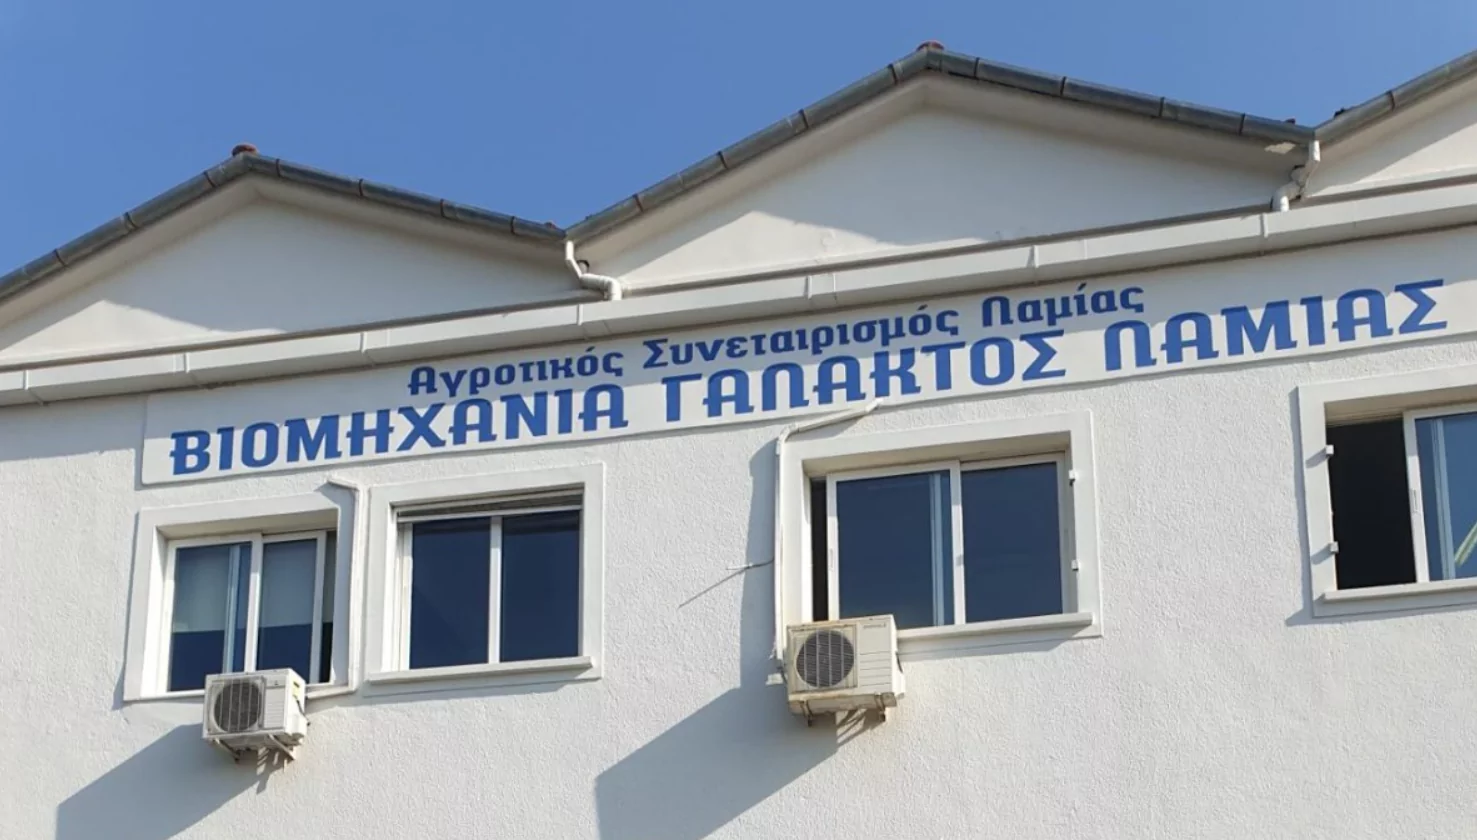 Αγροτικός Συνεταιρισμός Λαμίας
ΒΙΟΜΗΧΑΝΙΑ ΓΑΛΑΚΤΟΣ ΛΑΜΙΑΣ